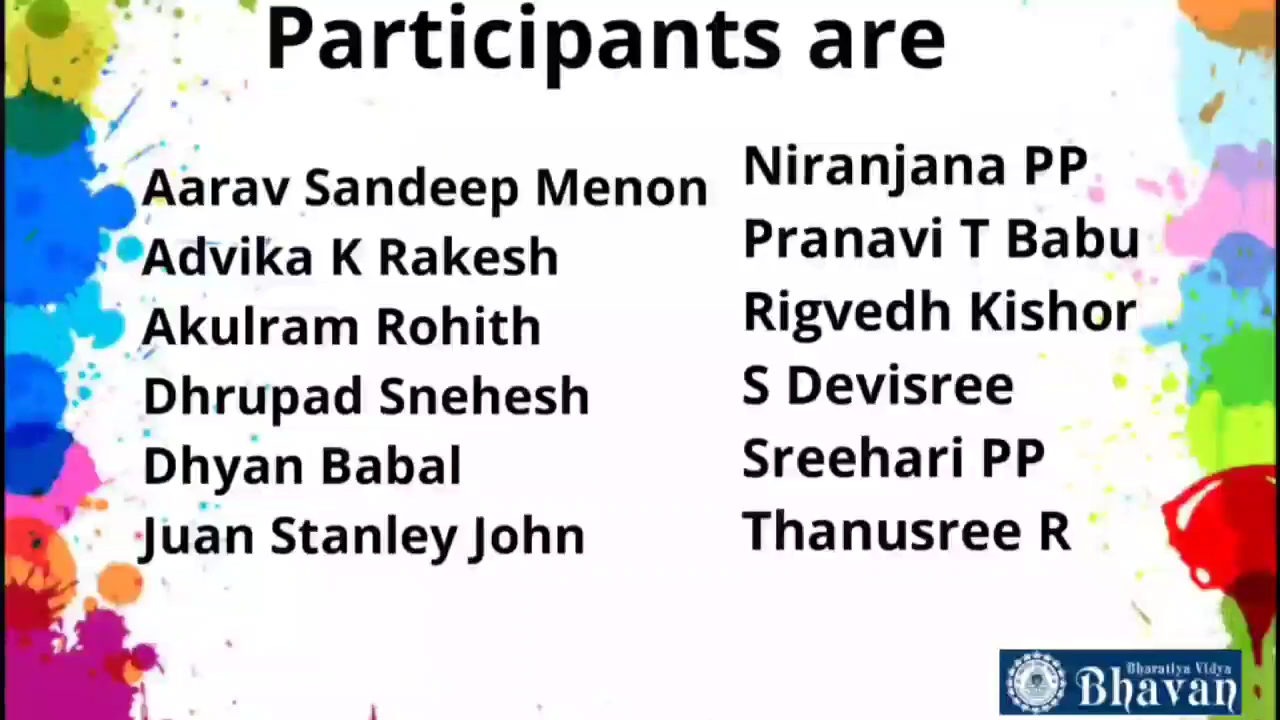 Participants are
Aarav Sandeep Menon
Advika K Rakesh
Akulram Rohith
Dhrupad Snehesh
Dhyan Babal
Juan Stanley John
Niranjana PP
Pranavi T Babu
Rigvedh Kishor
S Devisree
Sreehari PP
Thanusree R
Bharatiya Vidya
Bhavan